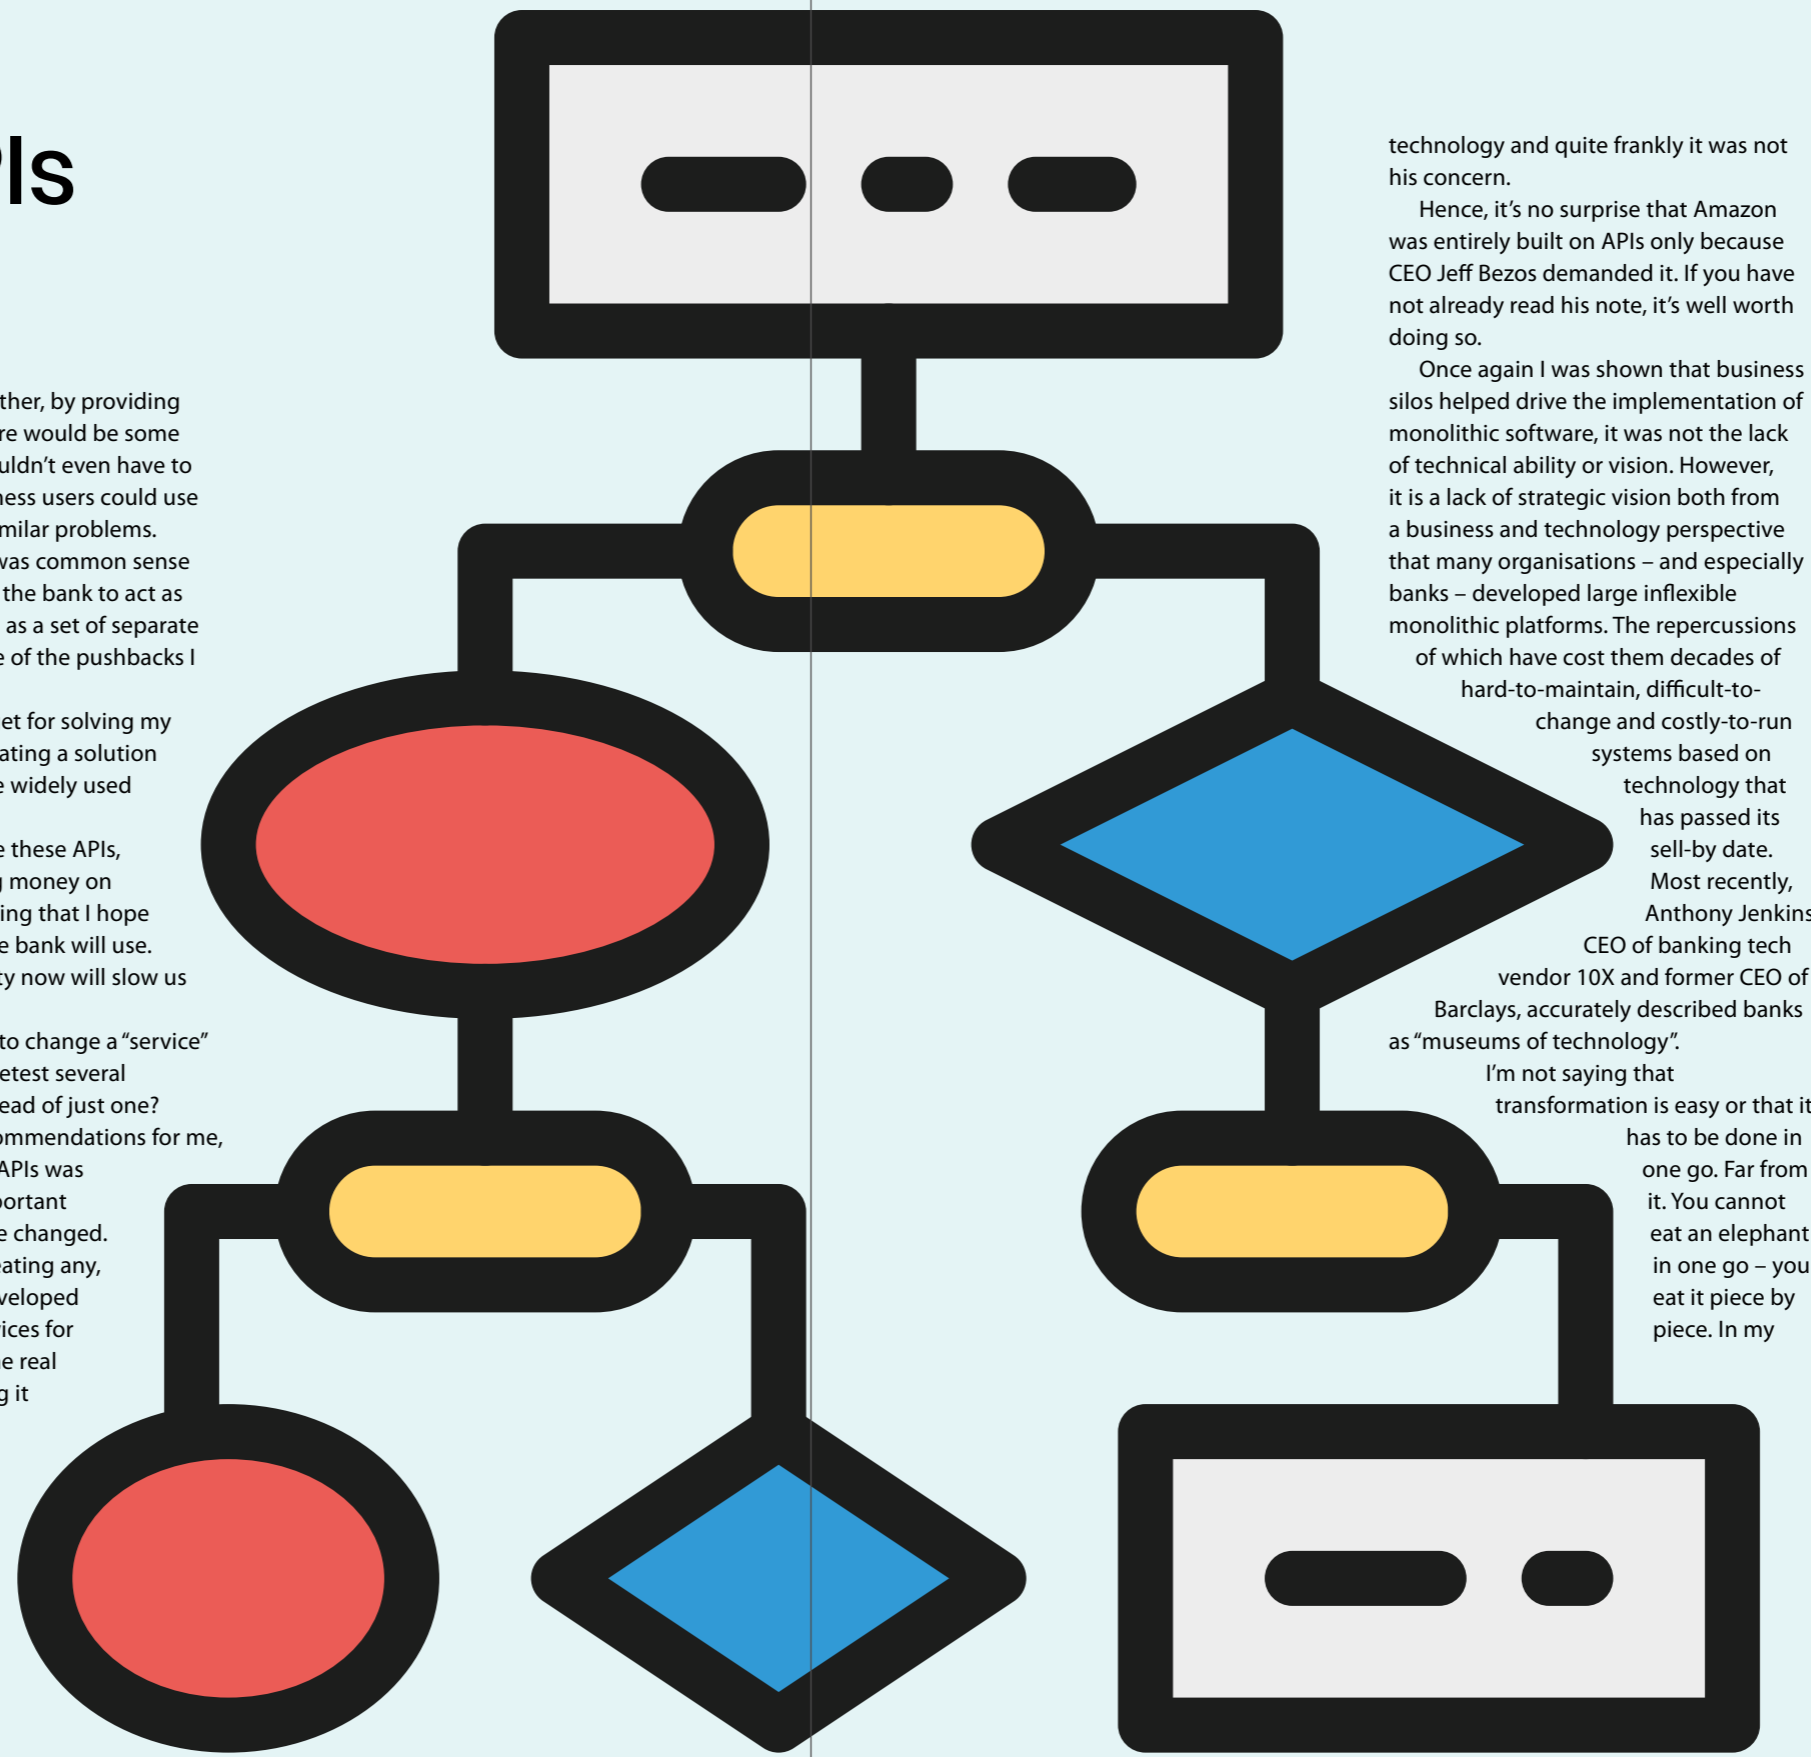 PIs
ther, by providing
re would be some
uldn’t even have to
ness users could use
milar problems.
was common sense
the bank to act as
as a set of separate
e of the pushbacks I
et for solving my
ating a solution
e widely used
e these APIs,
g money on
ing that I hope
e bank will use.
ty now will slow us
to change a “service”
etest several
ead of just one?
ommendations for me,
APIs was
portant
e changed.
eating any,
veloped
ices for
ne real
g it
technology and quite frankly it was not
his concern.
Hence, it’s no surprise that Amazon
was entirely built on APIs only because
CEO Jeff Bezos demanded it. If you have
not already read his note, it’s well worth
doing so.
Once again I was shown that business
silos helped drive the implementation of
monolithic software, it was not the lack
of technical ability or vision. However,
it is a lack of strategic vision both from
a business and technology perspective
that many organisations – and especially
banks – developed large inflexible
monolithic platforms. The repercussions
of which have cost them decades of
hard-to-maintain, difficult-to-
change and costly-to-run
systems based on
technology that
has passed its
sell-by date.
Most recently,
Anthony Jenkins
CEO of banking tech
vendor 10X and former CEO of
Barclays, accurately described banks
as “museums of technology”.
I’m not saying that
transformation is easy or that it
has to be done in
one go. Far from
it. You cannot
eat an elephant
in one go – you
eat it piece by
piece. In my